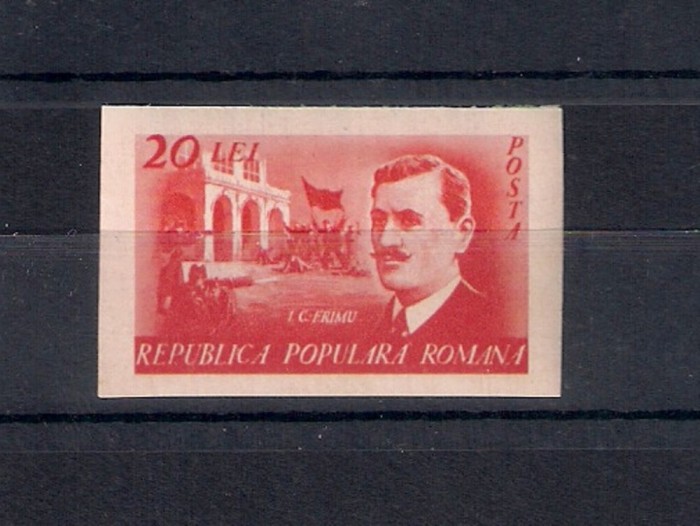 20 LEI
POSTA
I. C. FRIMU
REPUBLICA POPULARA ROMANA